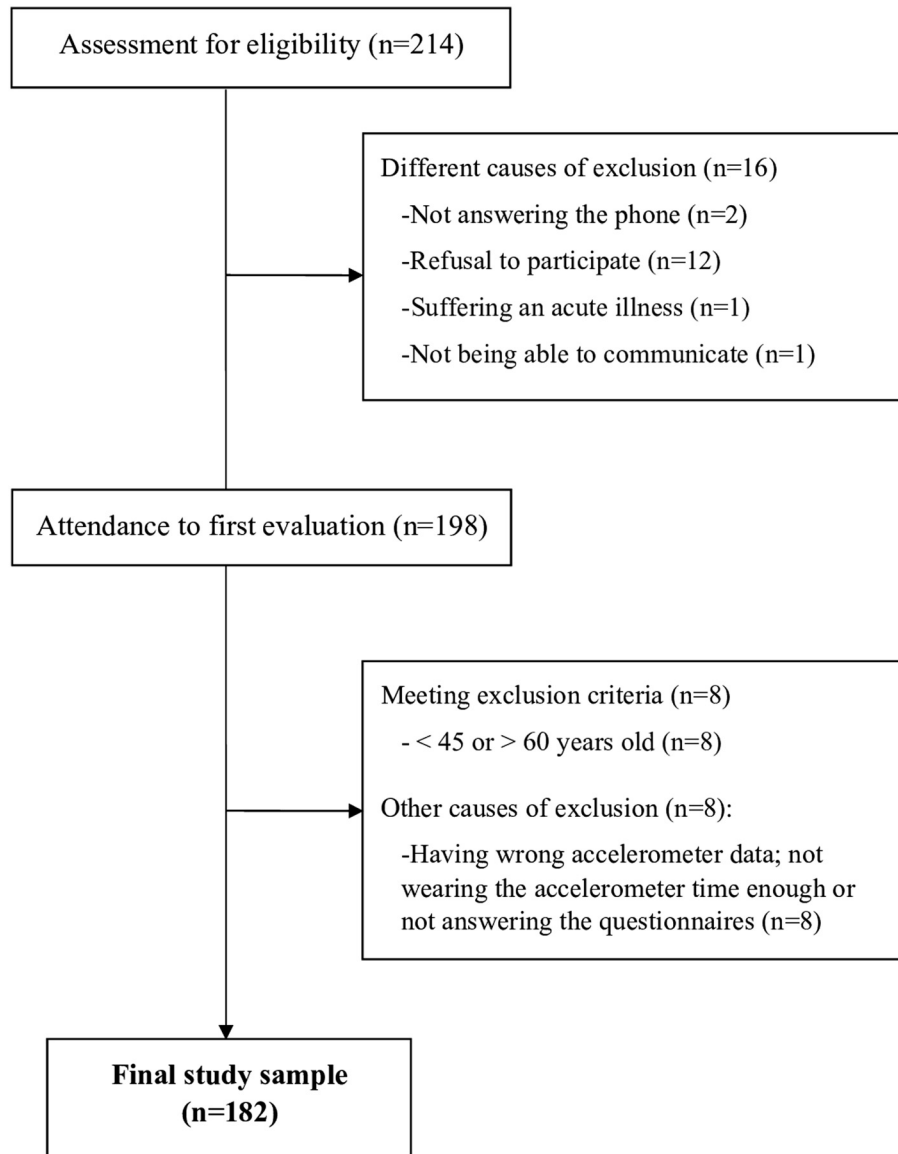 Assessment for eligibility (n=214)
Different causes of exclusion (n=16)
-Not answering the phone (n=2)
-Refusal to participate (n=12)
-Suffering an acute illness (n=1)
-Not being able to communicate (n=1)
Attendance to first evaluation (n=198)
Meeting exclusion criteria (n=8)
- < 45 or > 60 years old (n=8)
Other causes of exclusion (n=8):
-Having wrong accelerometer data; not
wearing the accelerometer time enough or
not answering the questionnaires (n=8)
Final study sample
(n=182)